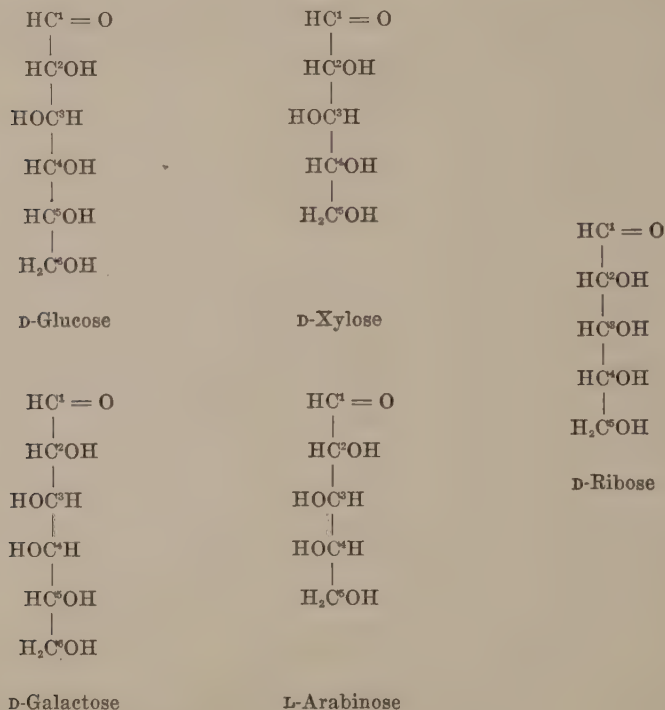 HC¹ = O
HC²OH
HOC³H
HC⁴OH
HC⁵OH
H₂C⁶OH
D-Glucose
HC¹ = O
HC²OH
HOC³H
HC⁴OH
H₂C⁵OH
D-Xylose
HC¹ = O
HC²OH
HC³OH
HC⁴OH
H₂C⁵OH
D-Ribose
HC¹ = O
HC²OH
HOC³H
HOC⁴H
HC⁵OH
H₂C⁶OH
D-Galactose
HC¹ = O
HC²OH
HOC³H
HOC⁴H
H₂C⁵OH
L-Arabinose